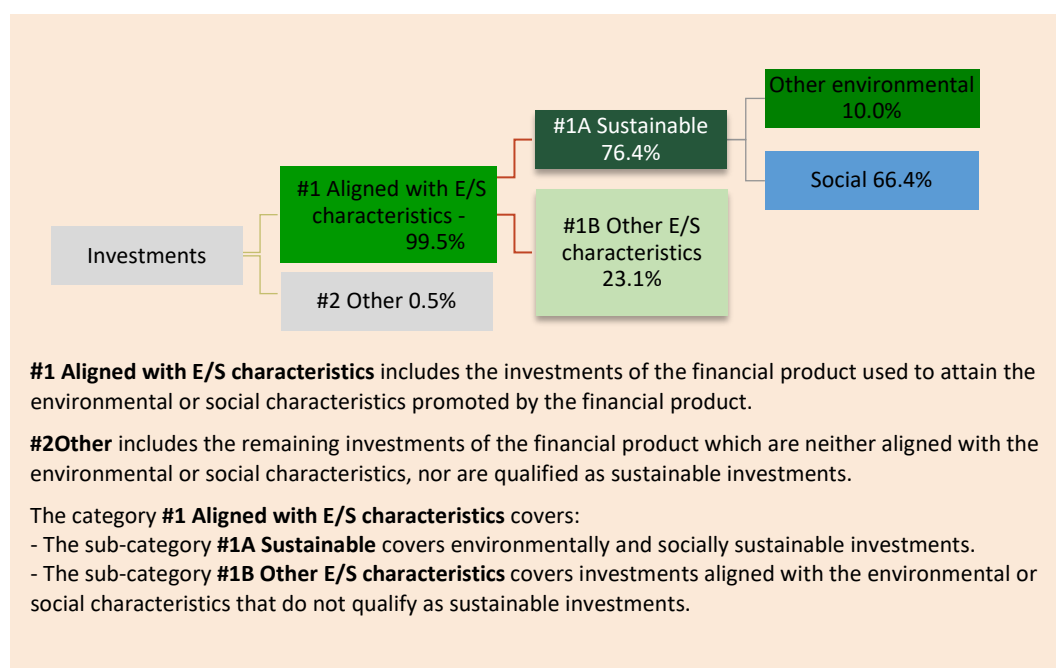 Other environmental
10.0%
#1A Sustainable
76.4%
Social 66.4%
#1 Aligned with E/S
characteristics -
99.5%
#1B Other E/S
characteristics
23.1%
Investments
#2 Other 0.5%
#1 Aligned with E/S characteristics includes the investments of the financial product used to attain the
environmental or social characteristics promoted by the financial product.
#2Other includes the remaining investments of the financial product which are neither aligned with the
environmental or social characteristics, nor are qualified as sustainable investments.
The category #1 Aligned with E/S characteristics covers:
- The sub-category #1A Sustainable covers environmentally and socially sustainable investments.
- The sub-category #1B Other E/S characteristics covers investments aligned with the environmental or
social characteristics that do not qualify as sustainable investments.